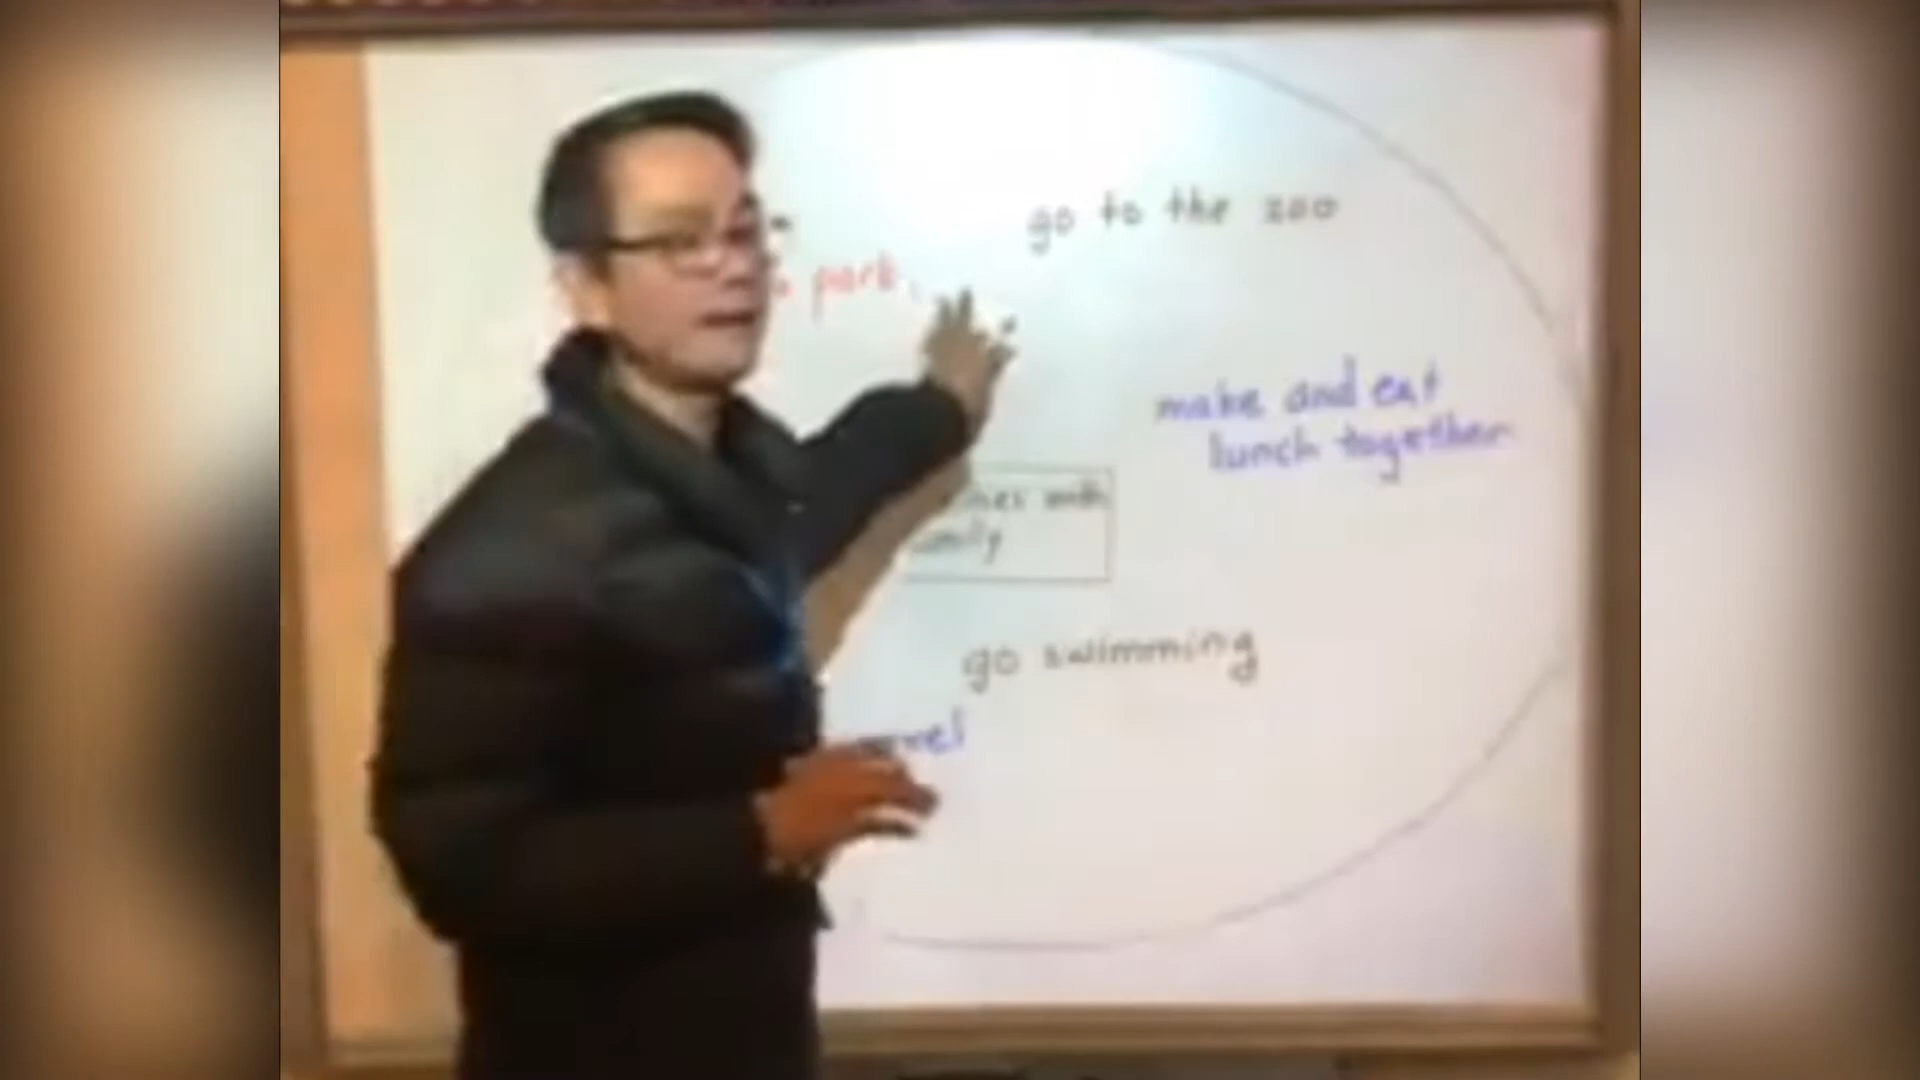 go to the zoo
park
make and eat
lunch together
with
go swimming